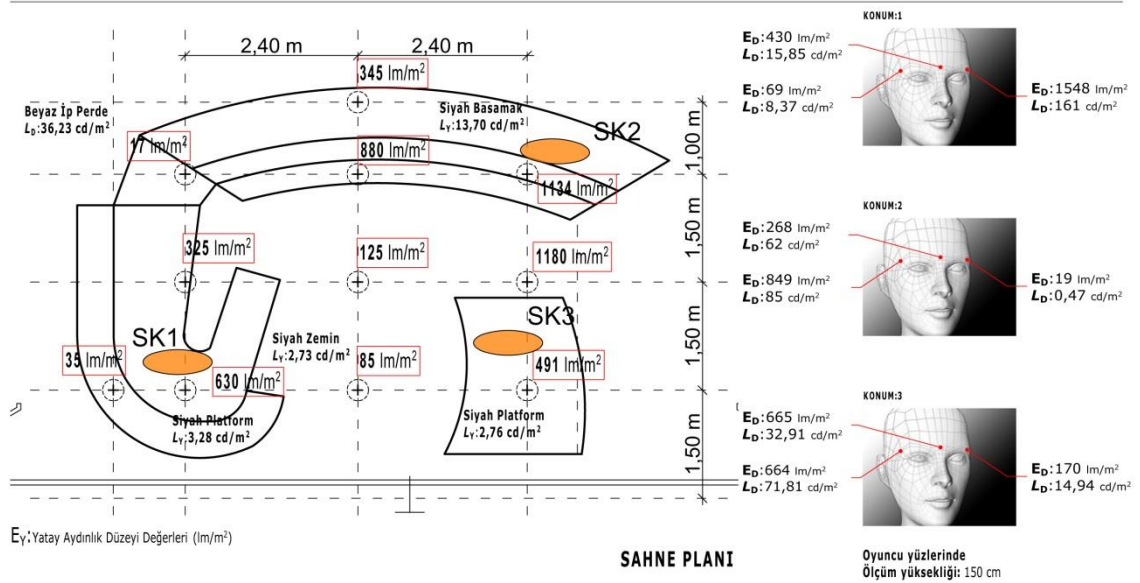 2,40 m
2,40 m
345 lm/m²
Beyaz İp Perde
L_D:36,23 cd/m²
Siyah Basamak
L_Y:13,70 cd/m²
SK2
17 lm/m²
880 lm/m²
1134 lm/m²
1,00 m
325 lm/m²
125 lm/m²
1180 lm/m²
1,50 m
SK1
SK3
Siyah Zemin
L_Y:2,73 cd/m²
35 lm/m²
630 lm/m²
85 lm/m²
491 lm/m²
1,50 m
Siyah Platform
L_Y:3,28 cd/m²
Siyah Platform
L_Y:2,76 cd/m²
1,50 m
E_Y:Yatay Aydınlık Düzeyi Değerleri (lm/m²)
SAHNE PLANI
KONUM:1
E_D:430 lm/m²
L_D:15,85 cd/m²
E_D:69 lm/m²
L_D:8,37 cd/m²
E_D:1548 lm/m²
L_D:161 cd/m²
KONUM:2
E_D:268 lm/m²
L_D:62 cd/m²
E_D:849 lm/m²
L_D:85 cd/m²
E_D:19 lm/m²
L_D:0,47 cd/m²
KONUM:3
E_D:665 lm/m²
L_D:32,91 cd/m²
E_D:664 lm/m²
L_D:71,81 cd/m²
E_D:170 lm/m²
L_D:14,94 cd/m²
Oyuncu yüzlerinde
Ölçüm yüksekliği: 150 cm